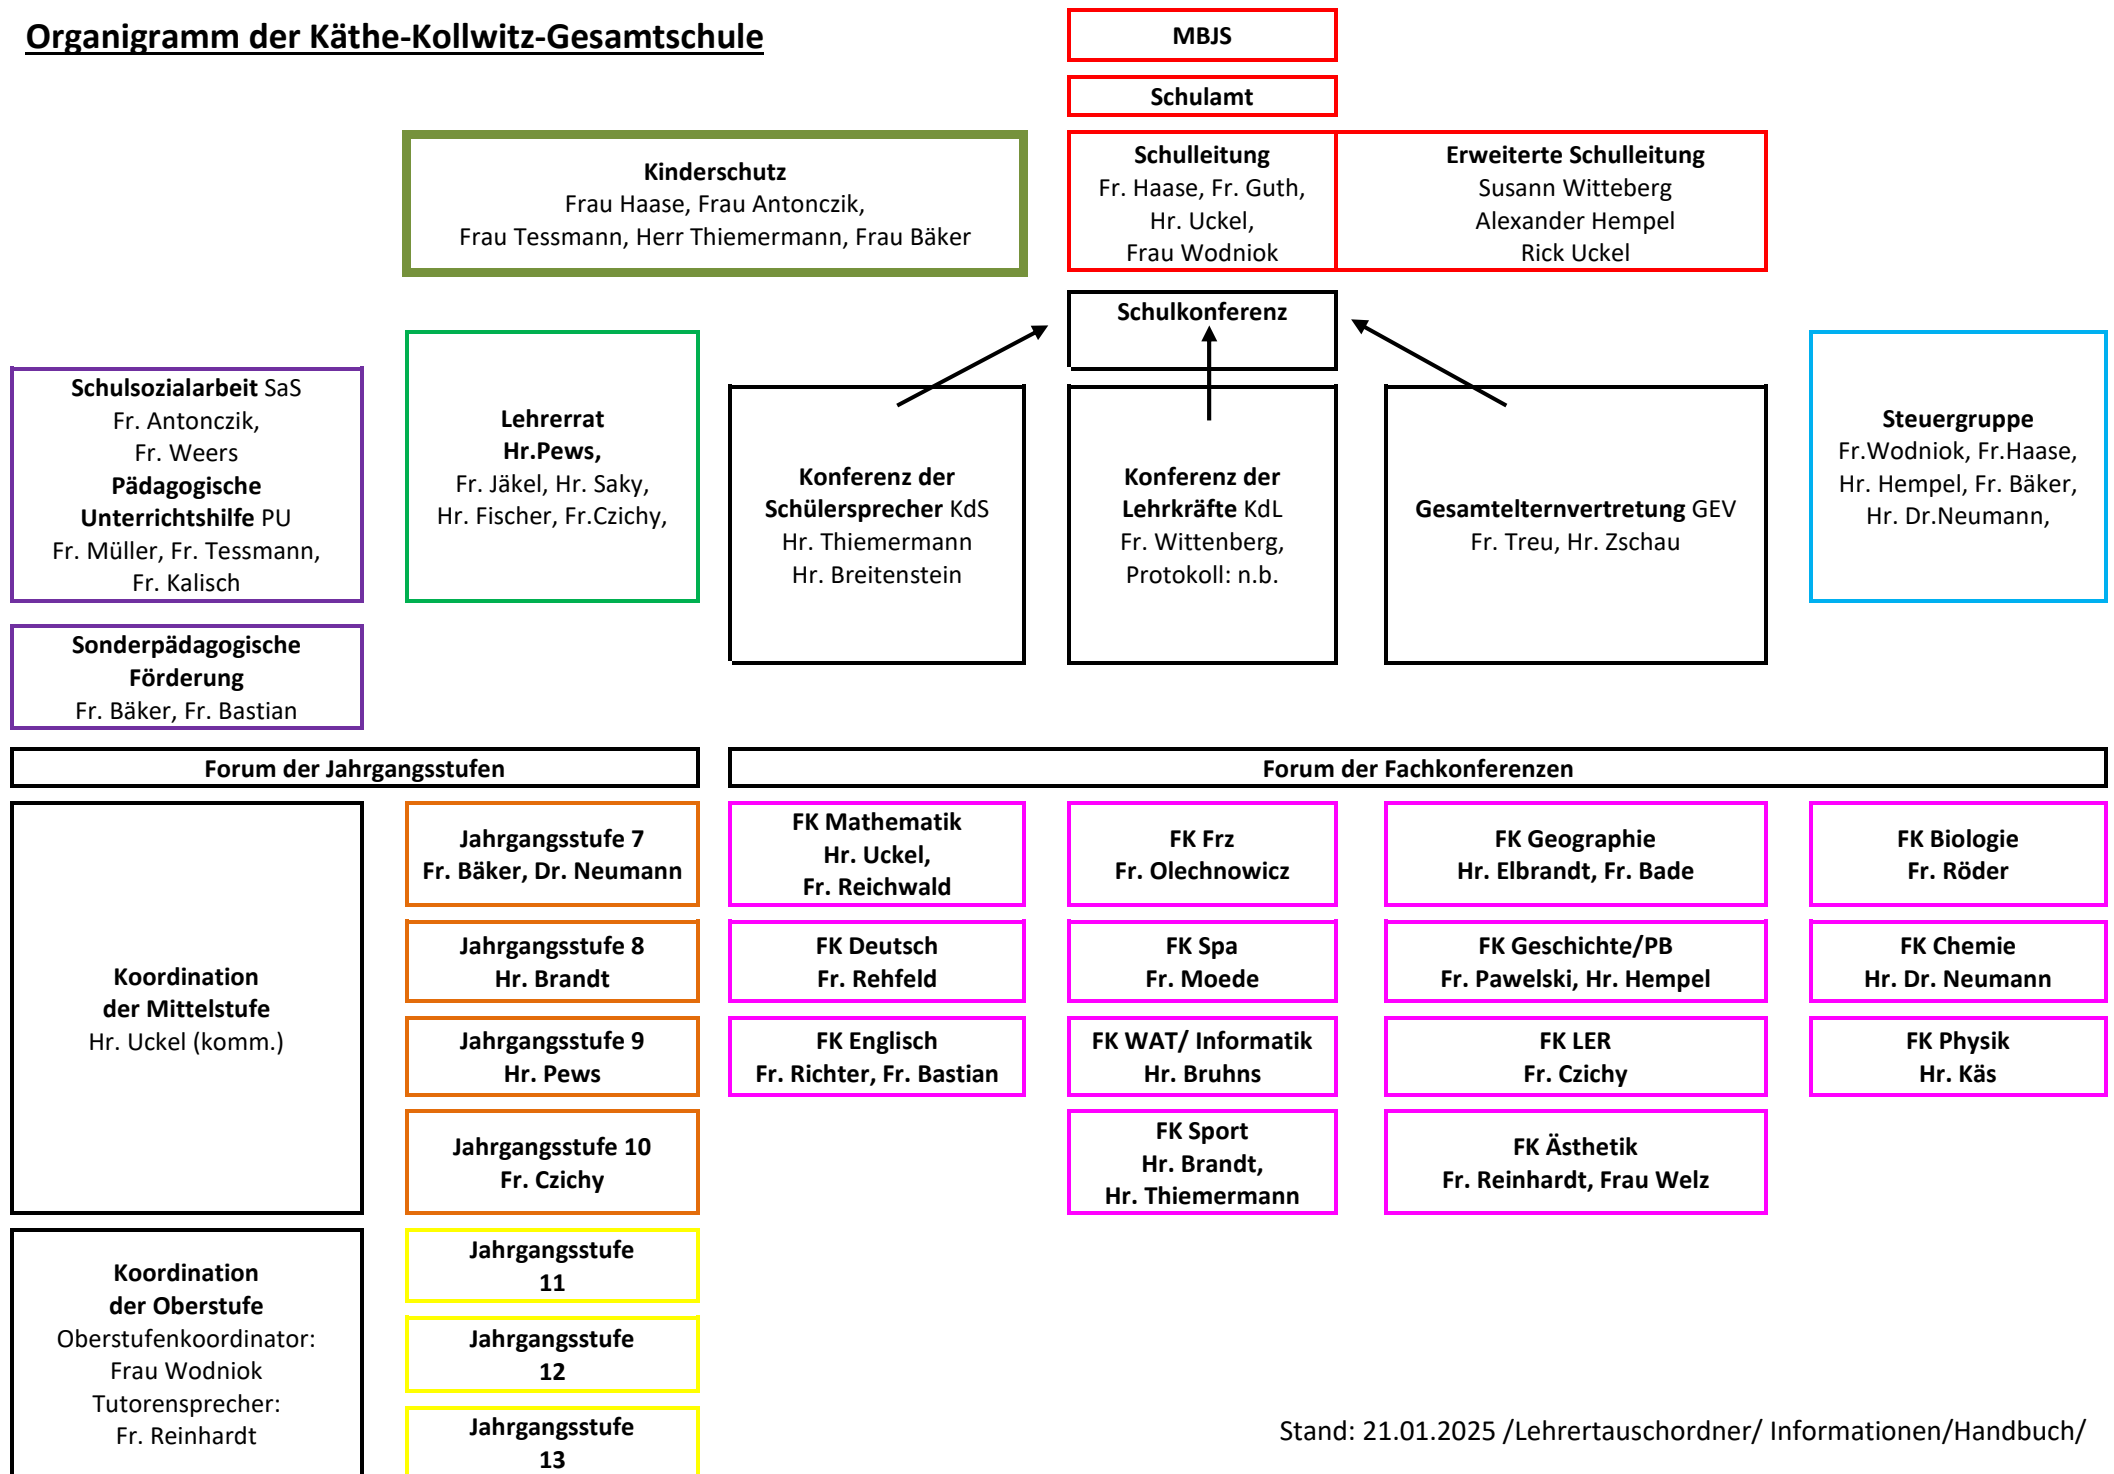 Organigramm der Käthe-Kollwitz-Gesamtschule
MBJS
Schulamt
Kinderschutz
Frau Haase, Frau Antonczik,
Frau Tessmann, Herr Thiemermann, Frau Bäker
Schulleitung
Fr. Haase, Fr. Guth,
Hr. Uckel,
Frau Wodniok
Erweiterte Schulleitung
Susann Witteberg
Alexander Hempel
Rick Uckel
Schulkonferenz
Schulsozialarbeit SaS
Fr. Antonczik,
Fr. Weers
Pädagogische
Unterrichtshilfe PU
Fr. Müller, Fr. Tessmann,
Fr. Kalisch
Lehrerrat
Hr.Pews,
Fr. Jäkel, Hr. Saky,
Hr. Fischer, Fr.Czichy,
Konferenz der
Schülersprecher KdS
Hr. Thiemermann
Hr. Breitenstein
Konferenz der
Lehrkräfte KdL
Fr. Wittenberg,
Protokoll: n.b.
Gesamtelternvertretung GEV
Fr. Treu, Hr. Zschau
Steuergruppe
Fr.Wodniok, Fr.Haase,
Hr. Hempel, Fr. Bäker,
Hr. Dr.Neumann,
Sonderpädagogische
Förderung
Fr. Bäker, Fr. Bastian
Forum der Jahrgangsstufen
Forum der Fachkonferenzen
Koordination
der Mittelstufe
Hr. Uckel (komm.)
Jahrgangsstufe 7
Fr. Bäker, Dr. Neumann
FK Mathematik
Hr. Uckel,
Fr. Reichwald
FK Frz
Fr. Olechnowicz
FK Geographie
Hr. Elbrandt, Fr. Bade
FK Biologie
Fr. Röder
Jahrgangsstufe 8
Hr. Brandt
FK Deutsch
Fr. Rehfeld
FK Spa
Fr. Moede
FK Geschichte/PB
Fr. Pawelski, Hr. Hempel
FK Chemie
Hr. Dr. Neumann
Jahrgangsstufe 9
Hr. Pews
FK Englisch
Fr. Richter, Fr. Bastian
FK WAT/ Informatik
Hr. Bruhns
FK LER
Fr. Czichy
FK Physik
Hr. Käs
Jahrgangsstufe 10
Fr. Czichy
FK Sport
Hr. Brandt,
Hr. Thiemermann
FK Ästhetik
Fr. Reinhardt, Frau Welz
Koordination
der Oberstufe
Oberstufenkoordinator:
Frau Wodniok
Tutorensprecher:
Fr. Reinhardt
Jahrgangsstufe
11
Jahrgangsstufe
12
Jahrgangsstufe
13
Stand: 21.01.2025 /Lehrertauschordner/ Informationen/Handbuch/